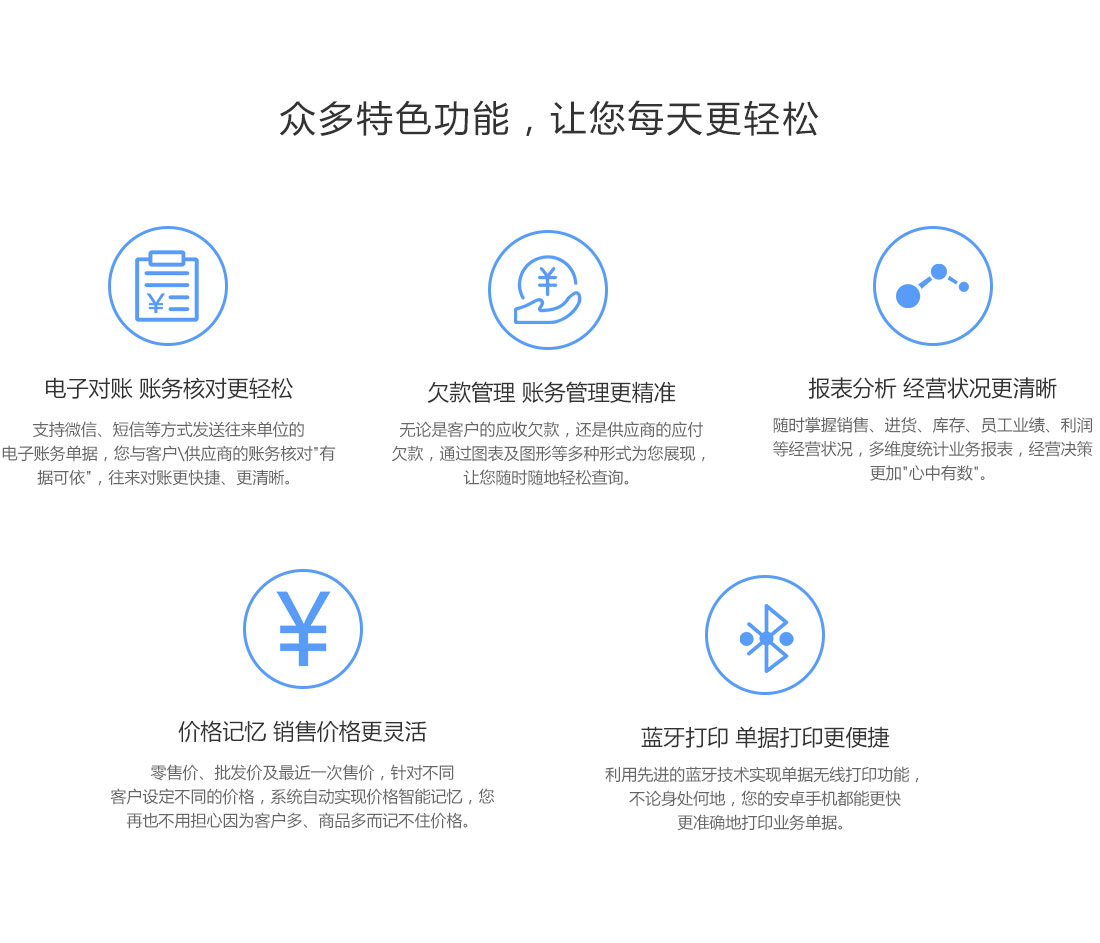 众多特色功能，让您每天更轻松
电子对账 账务核对更轻松
支持微信、短信等方式发送往来单位的
电子账务单据，您与客户\供应商的账务核对"有
据可依"，往来对账更快捷、更清晰。
欠款管理 账务管理更精准
无论是客户的应收欠款，还是供应商的应付
欠款，通过图表及图形等多种形式为您展现，
让您随时随地轻松查询。
报表分析 经营状况更清晰
随时掌握销售、进货、库存、员工业绩、利润
等经营状况，多维度统计业务报表，经营决策
更加"心中有数"。
价格记忆 销售价格更灵活
零售价、批发价及最近一次售价，针对不同
客户设定不同的价格，系统自动实现价格智能记忆，您
再也不用担心因为客户多、商品多而记不住价格。
蓝牙打印 单据打印更便捷
利用先进的蓝牙技术实现单据无线打印功能，
不论身处何地，您的安卓手机都能更快
更准确地打印业务单据。